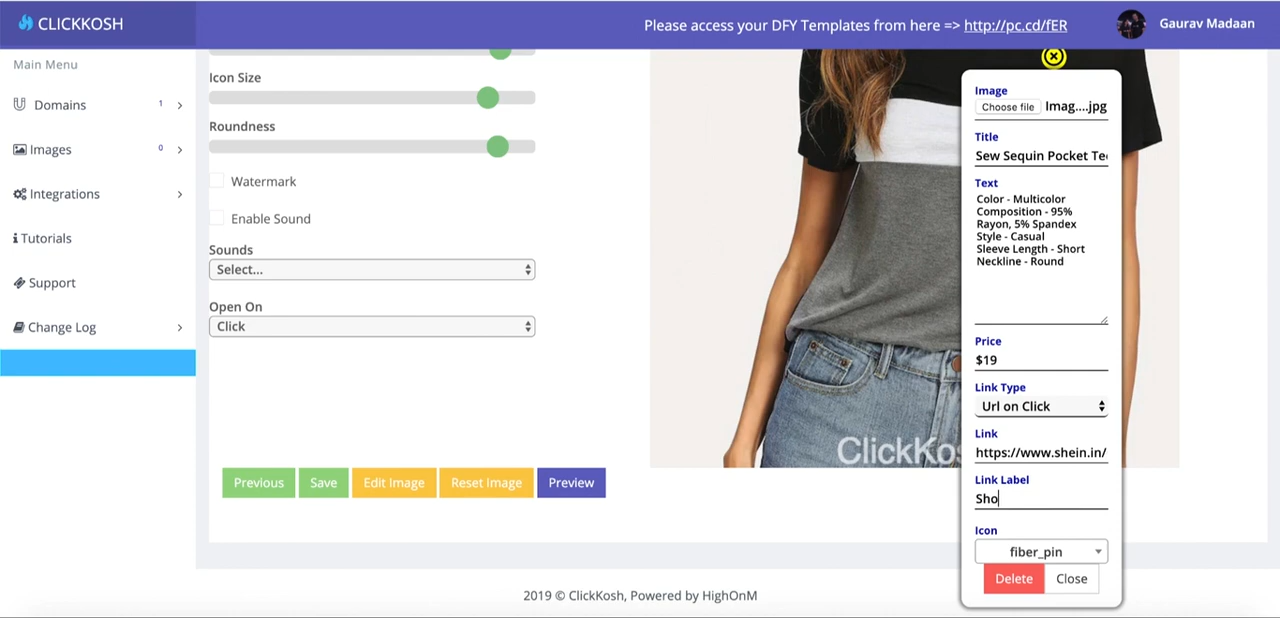 CLICKKOSH
Please access your DFY Templates from here => http://pc.cd/fER
Gaurav Madaan
Main Menu
Domains 1
Images 0
Integrations
Tutorials
Support
Change Log
Icon Size
Roundness
Watermark
Enable Sound
Sounds
Select...
Open On
Click
Previous
Save
Edit Image
Reset Image
Preview
ClickKos
Image
Choose file Imag....jpg
Title
Sew Sequin Pocket Te
Text
Color - Multicolor
Composition - 95%
Rayon, 5% Spandex
Style - Casual
Sleeve Length - Short
Neckline - Round
Price
$19
Link Type
Url on Click
Link
https://www.shein.in/
Link Label
Sho
Icon
fiber_pin
Delete
Close
2019 © ClickKosh, Powered by HighOnM